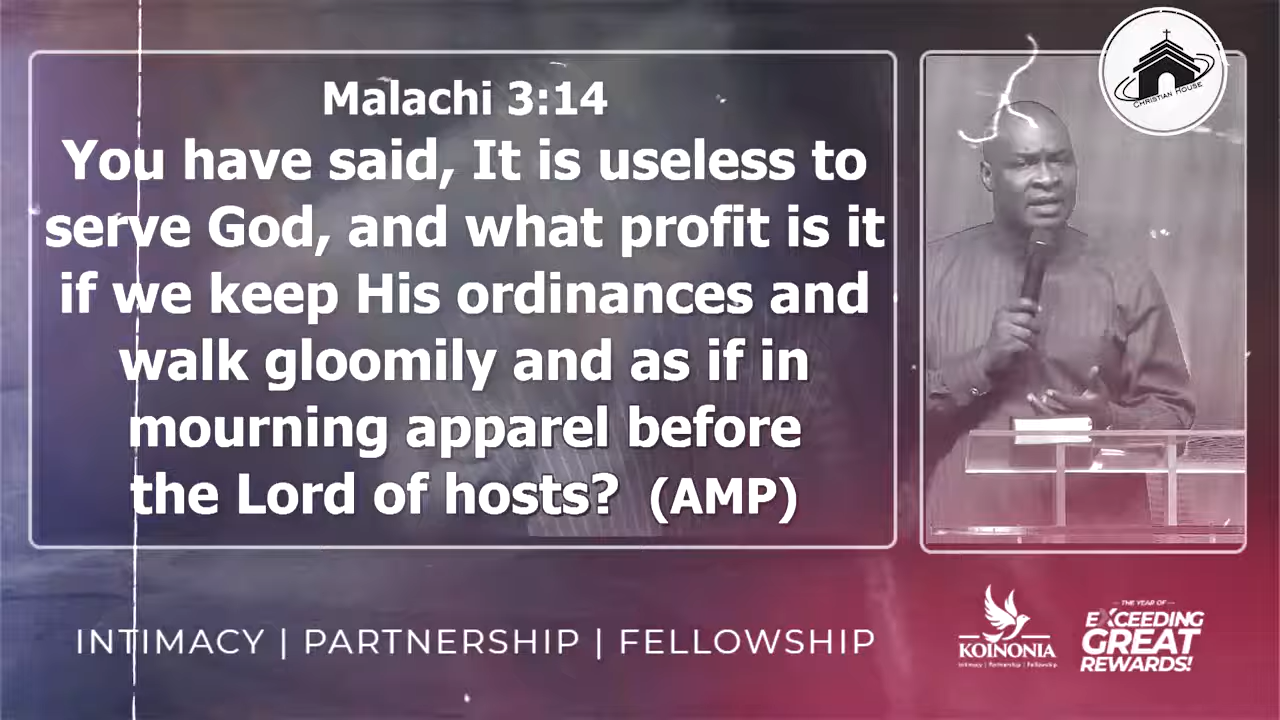 Malachi 3:14
You have said, It is useless to
serve God, and what profit is it
if we keep His ordinances and
walk gloomily and as if in
mourning apparel before
the Lord of hosts? (AMP)
CHRISTIAN HOUSE
INTIMACY | PARTNERSHIP | FELLOWSHIP
KOINONIA
Intimacy | Partnership | Fellowship
THE YEAR OF
EXCEEDING
GREAT
REWARDS!